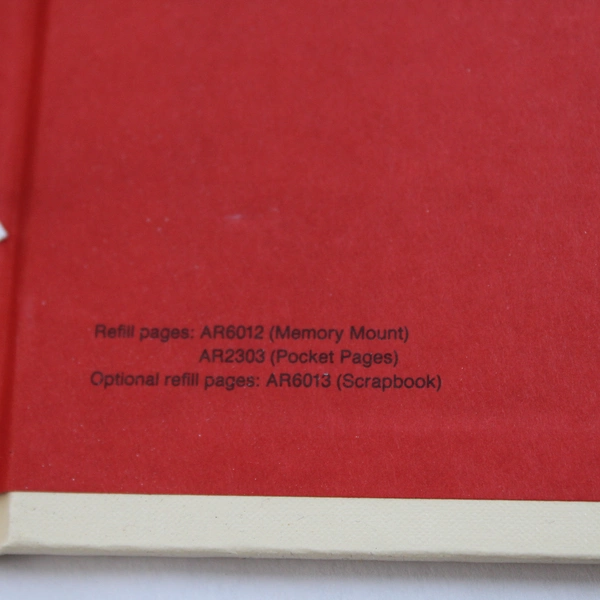 Refill pages: AR6012 (Memory Mount)
AR2303 (Pocket Pages)
Optional refill pages: AR6013 (Scrapbook)